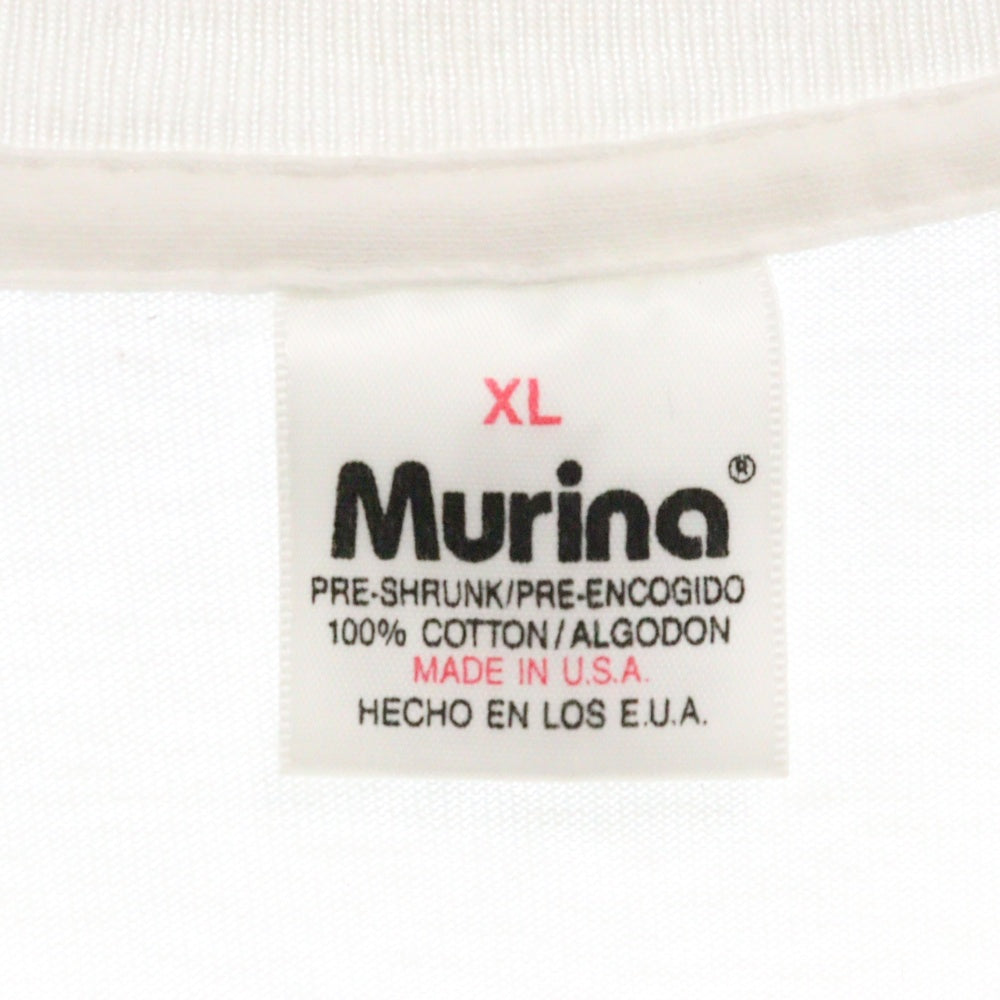 XL
Murina®
PRE-SHRUNK/PRE-ENCOGIDO
100% COTTON/ALGODON
MADE IN U.S.A.
HECHO EN LOS E.U.A.